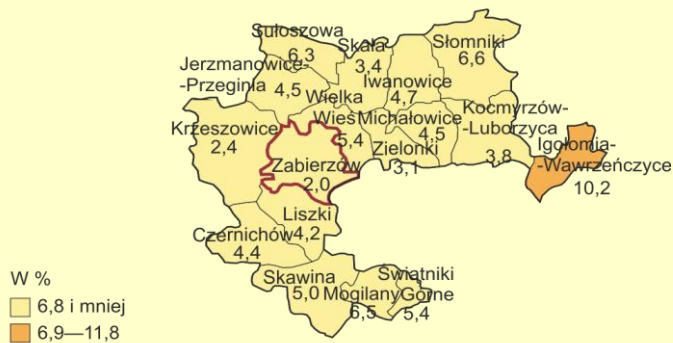 Sułoszowa
6,3
Skała
3,4
Słomniki
6,6
Jerzmanowice-
-Przeginia
4,5
Iwanowice
4,7
Wielka
Wieś
5,4
Michałowice
4,5
Kocmyrzów-
-Luborzyca
3,8
Krzeszowice
2,4
Zielonki
3,1
Igołomia-
-Wawrzeńczyce
10,2
Zabierzów
2,0
Liszki
4,2
Czernichów
4,4
Skawina
5,0
Mogilany
6,5
Świątniki
Górne
5,4
W %
6,8 i mniej
6,9—11,8